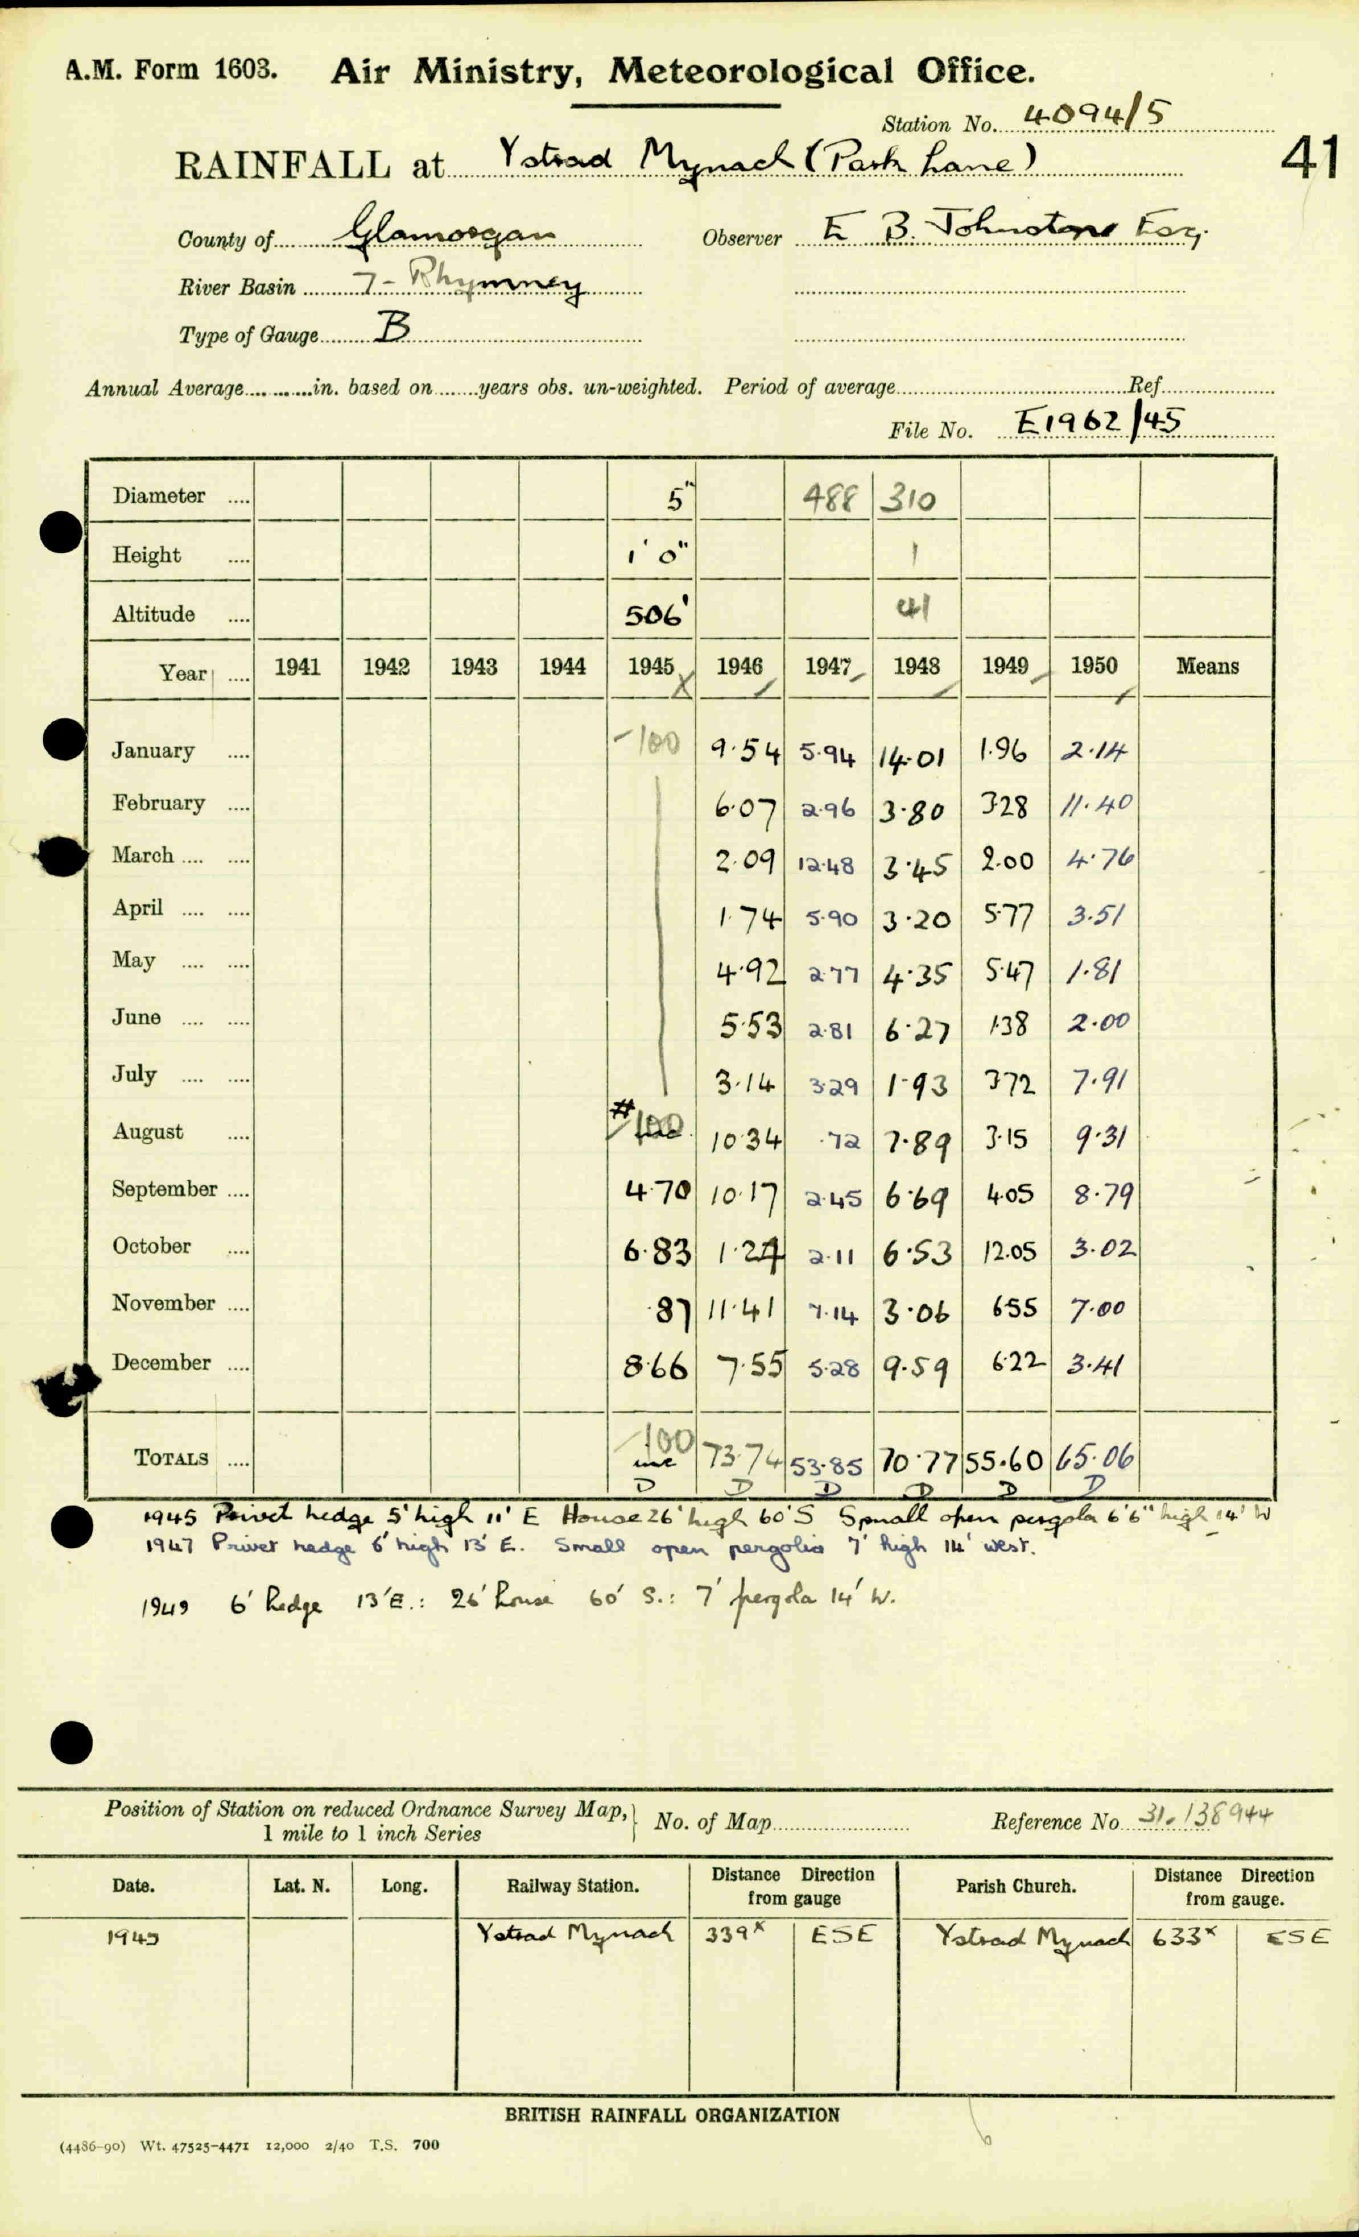 A.M. Form 1603. Air Ministry, Meteorological Office.
Station No. 4094/5
41
RAINFALL at Ystrad Mynach (Park Lane)
County of Glamorgan Observer E B. Johnstone Esq.
River Basin 7 - Rhymney
Type of Gauge B
Annual Average in. based on years obs. un-weighted. Period of average Ref.
File No. E1962/45
Diameter 5" 488 310
Height 1' 0" 1
Altitude 506' 41
Year 1941 1942 1943 1944 1945 1946 1947 1948 1949 1950 Means
January -100 9.54 5.94 14.01 1.96 2.14
February 6.07 2.96 3.80 328 11.40
March 2.09 12.48 3.45 2.00 4.76
April 1.74 5.90 3.20 5.77 3.51
May 4.92 2.77 4.35 5.47 1.81
June 5.53 2.81 6.27 1.38 2.00
July 3.14 3.29 1.93 372 7.91
August # -100 inc. 10.34 .72 7.89 3.15 9.31
September 4.70 10.17 2.45 6.69 4.05 8.79
October 6.83 1.24 2.11 6.53 12.05 3.02
November .87 11.41 7.14 3.06 655 7.00
December 8.66 7.55 5.28 9.59 6.22 3.41
TOTALS -100 inc 73.74 53.85 70.77 55.60 65.06
D D D D D D
1945 Privet hedge 5' high 11' E House 26' high 60' S Small open pergola 6'6" high 14' W
1947 Privet hedge 6' high 13' E. Small open pergolia 7' high 14' west.
1949 6' hedge 13' E.: 26' house 60' S.: 7' pergola 14' W.
Position of Station on reduced Ordnance Survey Map, 1 mile to 1 inch Series No. of Map Reference No 31.138944
Date. Lat. N. Long. Railway Station. Distance Direction from gauge Parish Church. Distance Direction from gauge.
1945 Ystrad Mynach 339x ESE Ystrad Mynach 633x ESE
BRITISH RAINFALL ORGANIZATION
(4486-90) Wt. 47525-4471 12,000 2/40 T.S. 700